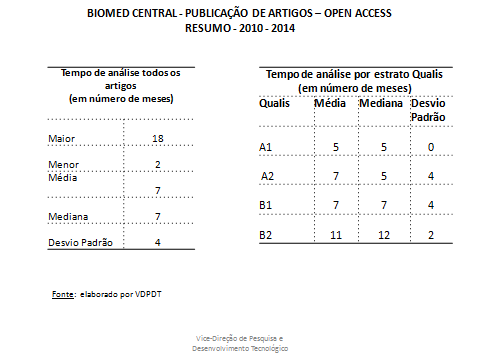 BIOMED CENTRAL - PUBLICAÇÃO DE ARTIGOS – OPEN ACCESS
RESUMO - 2010 - 2014
Tempo de análise todos os
artigos
(em número de meses)
Maior 18
Menor 2
Média
7
Mediana 7
Desvio Padrão 4
Tempo de análise por estrato Qualis
(em número de meses)
Qualis Média Mediana Desvio
Padrão
A1 5 5 0
A2 7 5 4
B1 7 7 4
B2 11 12 2
Fonte: elaborado por VDPDT
Vice-Direção de Pesquisa e
Desenvolvimento Tecnológico